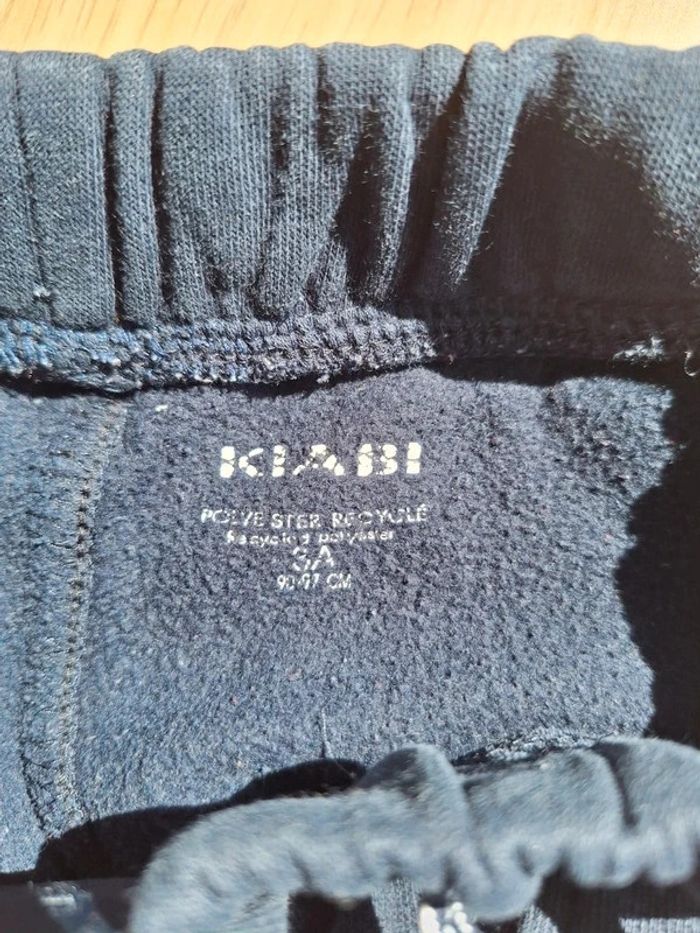 KIABI
POLYESTER RECYCLÉ
Recycled polyester
3A
90-97 CM